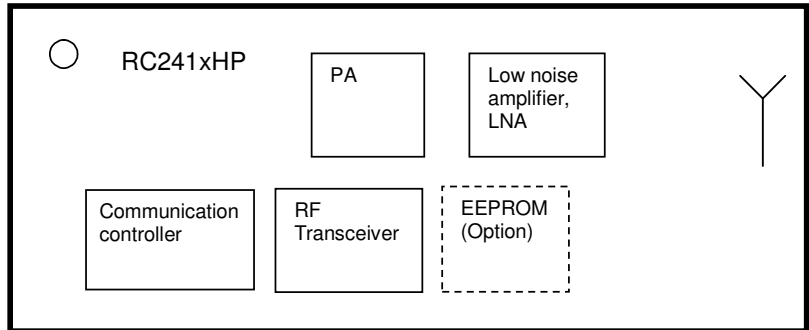 RC241xHP
PA
Low noise
amplifier,
LNA
Communication
controller
RF
Transceiver
EEPROM
(Option)